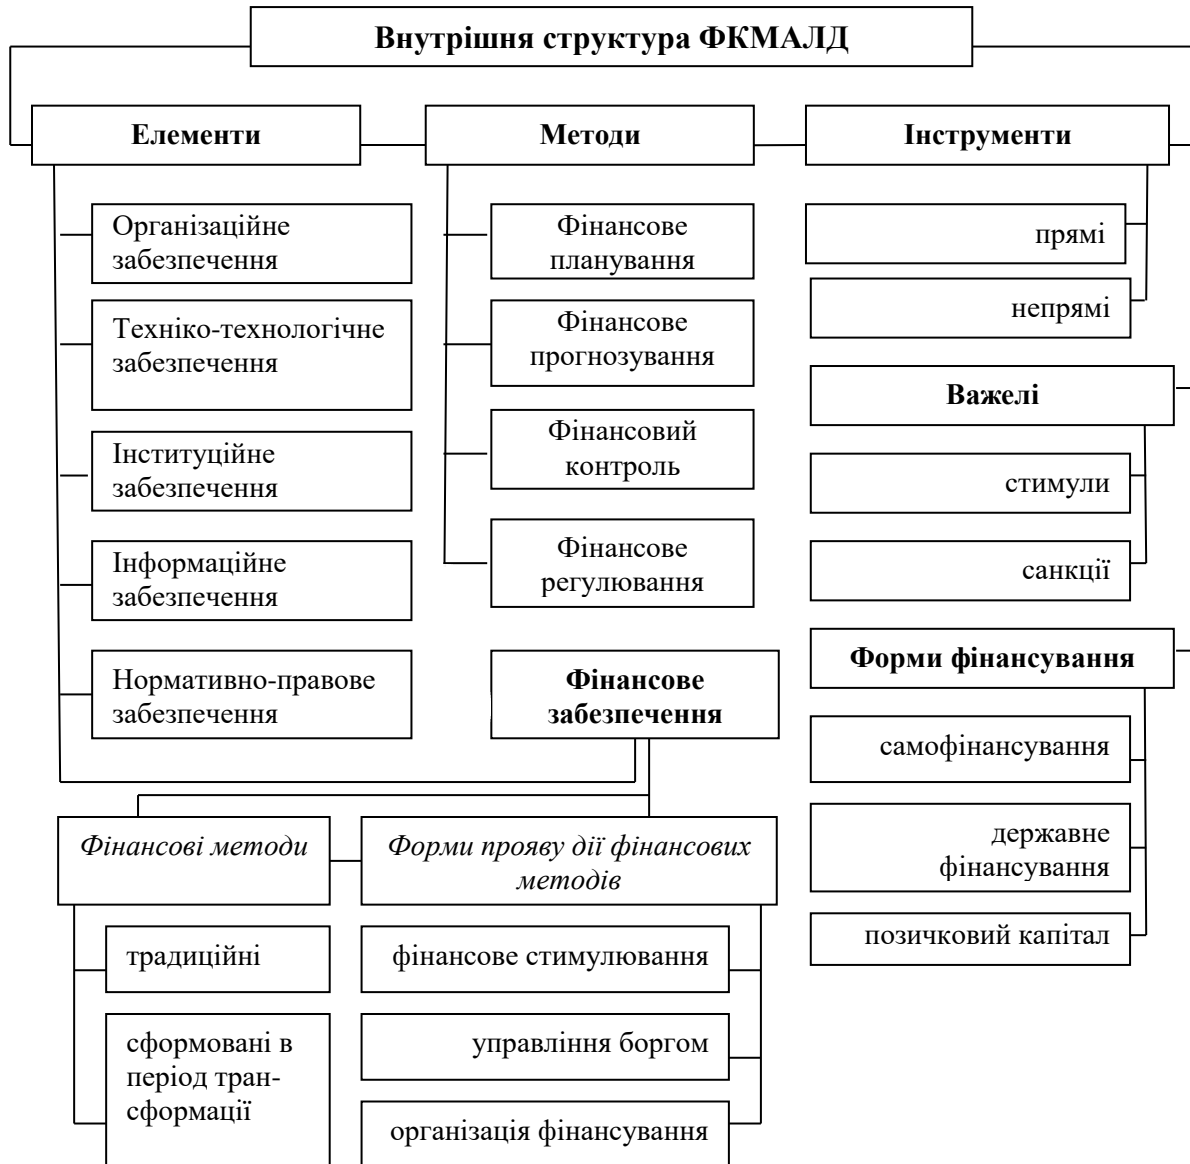 Внутрішня структура ФКМАЛД
Елементи
Організаційне
забезпечення
Техніко-технологічне
забезпечення
Інституційне
забезпечення
Інформаційне
забезпечення
Нормативно-правове
забезпечення
Методи
Фінансове
планування
Фінансове
прогнозування
Фінансовий
контроль
Фінансове
регулювання
Фінансове
забезпечення
Інструменти
прямі
непрямі
Важелі
стимули
санкції
Форми фінансування
самофінансування
державне
фінансування
позичковий капітал
Фінансові методи
традиційні
сформовані в
період тран-
сформації
Форми прояву дії фінансових
методів
фінансове стимулювання
управління боргом
організація фінансування